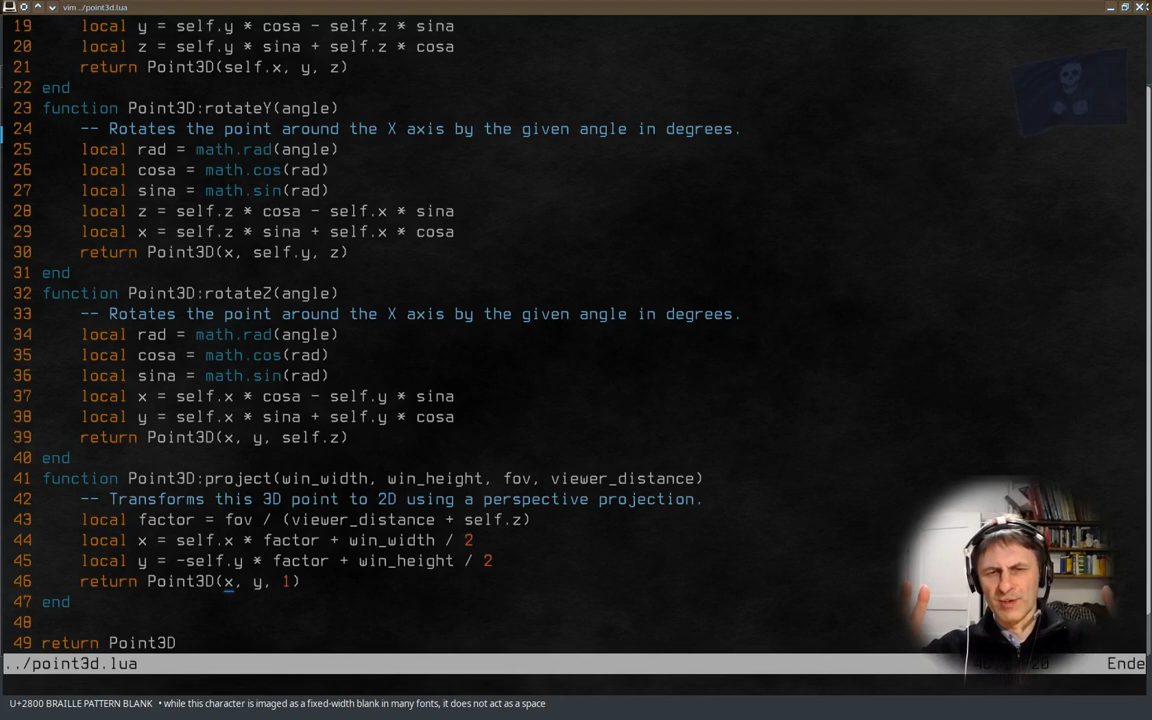 vim ../point3d.lua
19     local y = self.y * cosa - self.z * sina
20     local z = self.y * sina + self.z * cosa
21     return Point3D(self.x, y, z)
22 end
23 function Point3D:rotateY(angle)
24     -- Rotates the point around the X axis by the given angle in degrees.
25     local rad = math.rad(angle)
26     local cosa = math.cos(rad)
27     local sina = math.sin(rad)
28     local z = self.z * cosa - self.x * sina
29     local x = self.z * sina + self.x * cosa
30     return Point3D(x, self.y, z)
31 end
32 function Point3D:rotateZ(angle)
33     -- Rotates the point around the X axis by the given angle in degrees.
34     local rad = math.rad(angle)
35     local cosa = math.cos(rad)
36     local sina = math.sin(rad)
37     local x = self.x * cosa - self.y * sina
38     local y = self.x * sina + self.y * cosa
39     return Point3D(x, y, self.z)
40 end
41 function Point3D:project(win_width, win_height, fov, viewer_distance)
42     -- Transforms this 3D point to 2D using a perspective projection.
43     local factor = fov / (viewer_distance + self.z)
44     local x = self.x * factor + win_width / 2
45     local y = -self.y * factor + win_height / 2
46     return Point3D(x, y, 1)
47 end
48
49 return Point3D
../point3d.lua Ende
U+2800 BRAILLE PATTERN BLANK • while this character is imaged as a fixed-width blank in many fonts, it does not act as a space